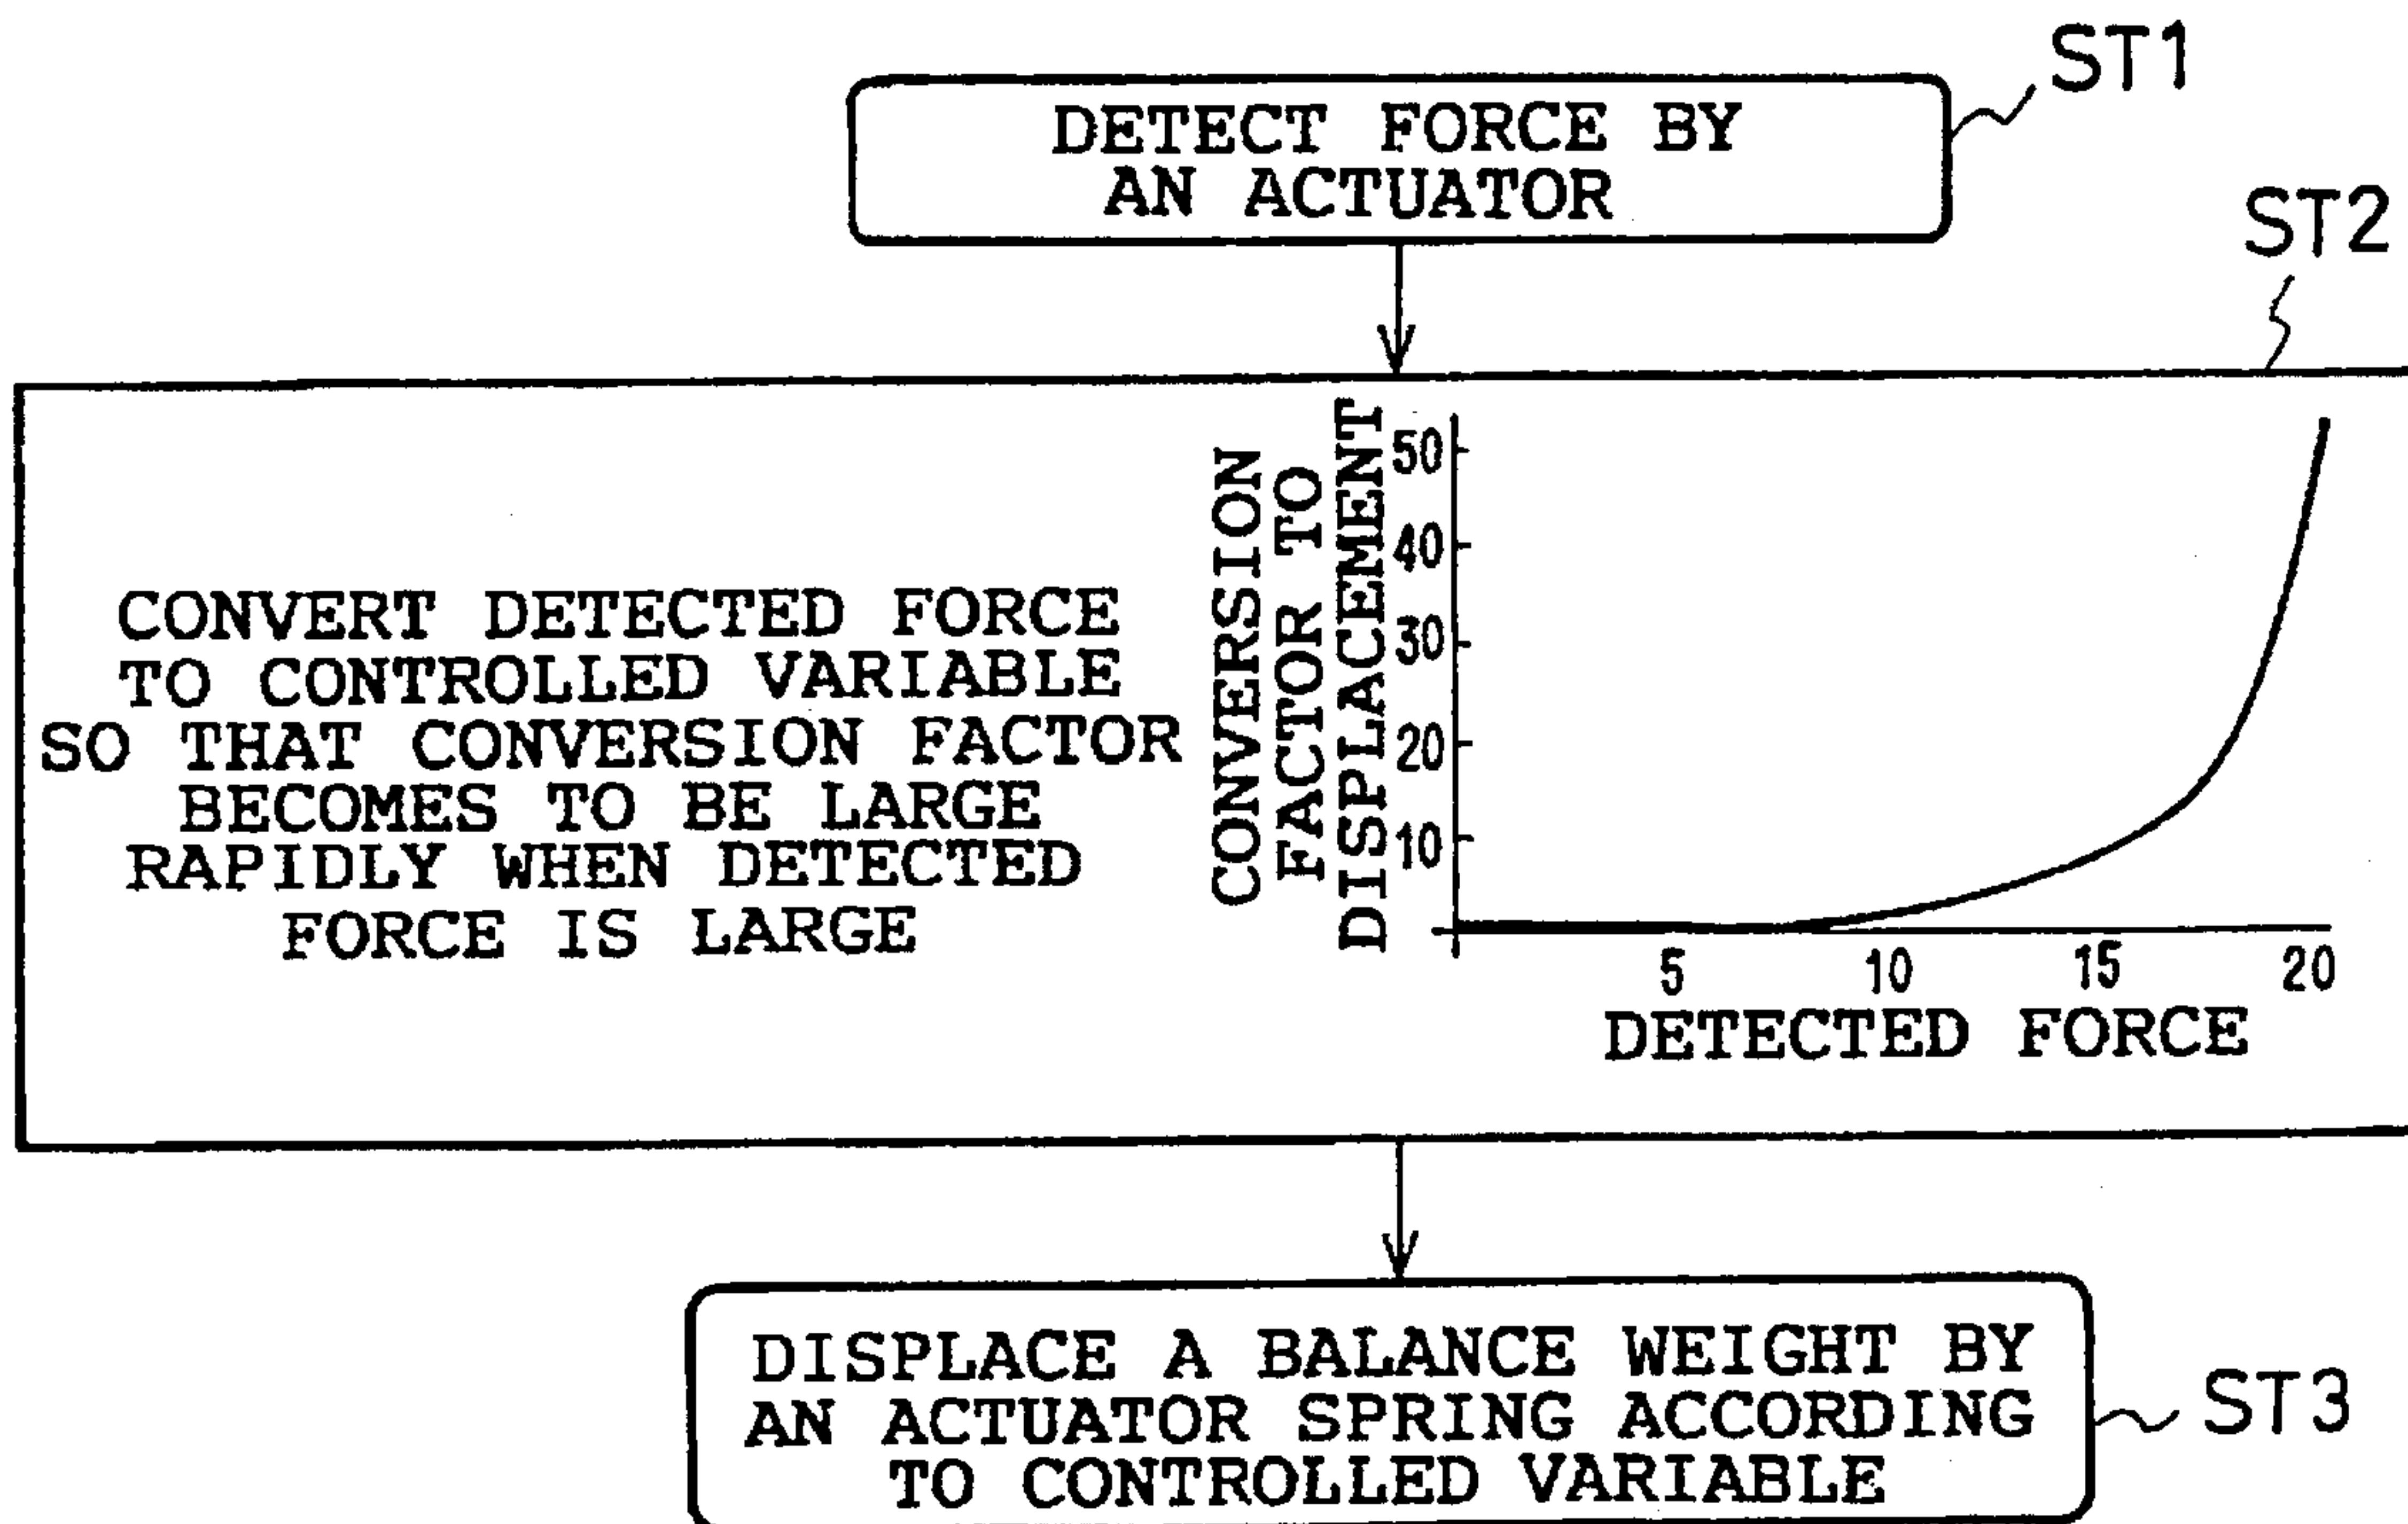 ST1
DETECT FORCE BY
AN ACTUATOR
ST2
CONVERT DETECTED FORCE
TO CONTROLLED VARIABLE
SO THAT CONVERSION FACTOR
BECOMES TO BE LARGE
RAPIDLY WHEN DETECTED
FORCE IS LARGE
CONVERSION
FACTOR TO
DISPLACEMENT
50
40
30
20
10
5 10 15 20
DETECTED FORCE
DISPLACE A BALANCE WEIGHT BY
AN ACTUATOR SPRING ACCORDING
TO CONTROLLED VARIABLE
ST3